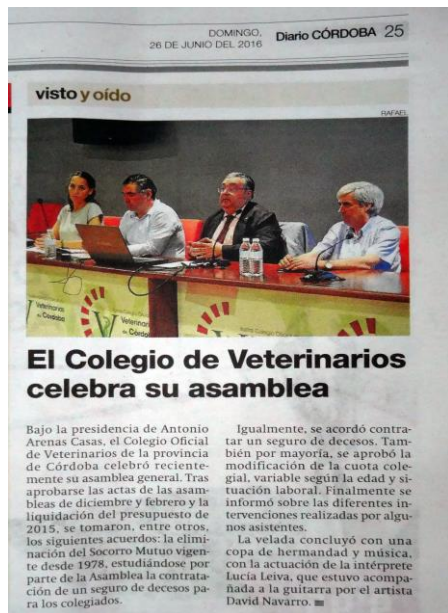 DOMINGO,
26 DE JUNIO DEL 2016
Diario CÓRDOBA 25
visto y oído
RAFAEL
Veterinarios
de Córdoba
El Colegio de Veterinarios
celebra su asamblea
Bajo la presidencia de Antonio
Arenas Casas, el Colegio Oficial
de Veterinarios de la provincia
de Córdoba celebró reciente-
mente su asamblea general. Tras
aprobarse las actas de las asam-
bleas de diciembre y febrero y la
liquidación del presupuesto de
2015, se tomaron, entre otros,
los siguientes acuerdos: la elimi-
nación del Socorro Mutuo vigen-
te desde 1978, estudiándose por
parte de la Asamblea la contrata-
ción de un seguro de decesos pa-
ra los colegiados.
Igualmente, se acordó contra-
tar un seguro de decesos. Tam-
bién por mayoría, se aprobó la
modificación de la cuota cole-
gial, variable según la edad y si-
tuación laboral. Finalmente se
informó sobre las diferentes in-
tervenciones realizadas por algu-
nos asistentes.
La velada concluyó con una
copa de hermandad y música,
con la actuación de la intérprete
Lucía Leiva, que estuvo acompa-
ñada a la guitarra por el artista
David Navarro.